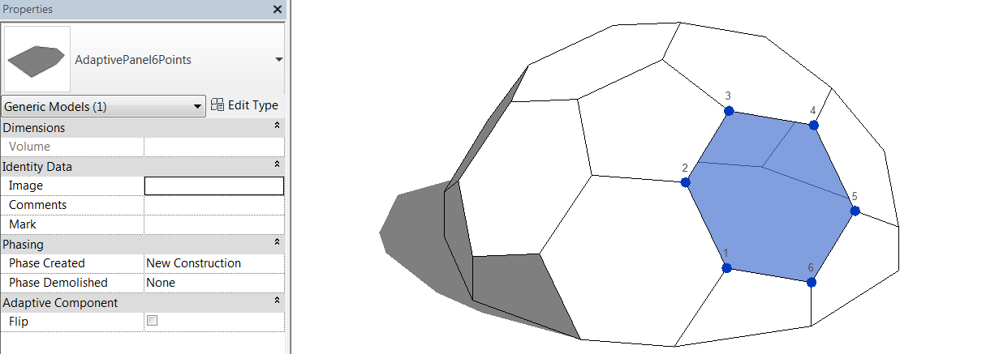 Properties
AdaptivePanel6Points
Generic Models (1)
Edit Type
Dimensions
Volume
Identity Data
Image
Comments
Mark
Phasing
Phase Created New Construction
Phase Demolished None
Adaptive Component
Flip
3
4
2
5
1
6